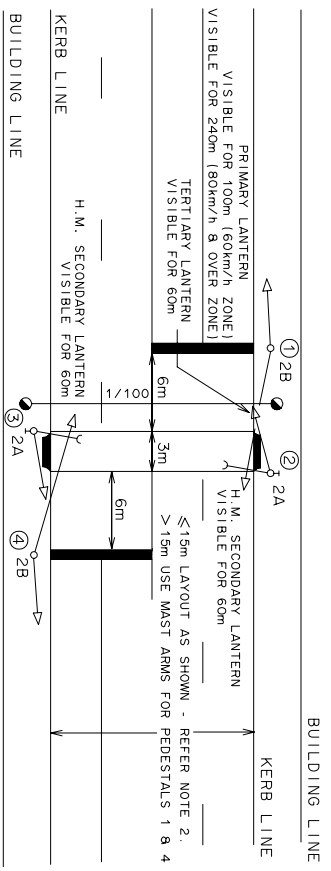 BUILDING LINE
KERB LINE
PRIMARY LANTERN
VISIBLE FOR 100m (60km/h ZONE)
VISIBLE FOR 240m (80km/h & OVER ZONE)
TERTIARY LANTERN
VISIBLE FOR 60m
1 2B
2
2A
H.M. SECONDARY LANTERN
VISIBLE FOR 60m
6m
1/100
3m
6m
⩽15m LAYOUT AS SHOWN - REFER NOTE 2.
>15m USE MAST ARMS FOR PEDESTALS 1 & 4
H.M. SECONDARY LANTERN
VISIBLE FOR 60m
3 2A
4 2B
KERB LINE
BUILDING LINE